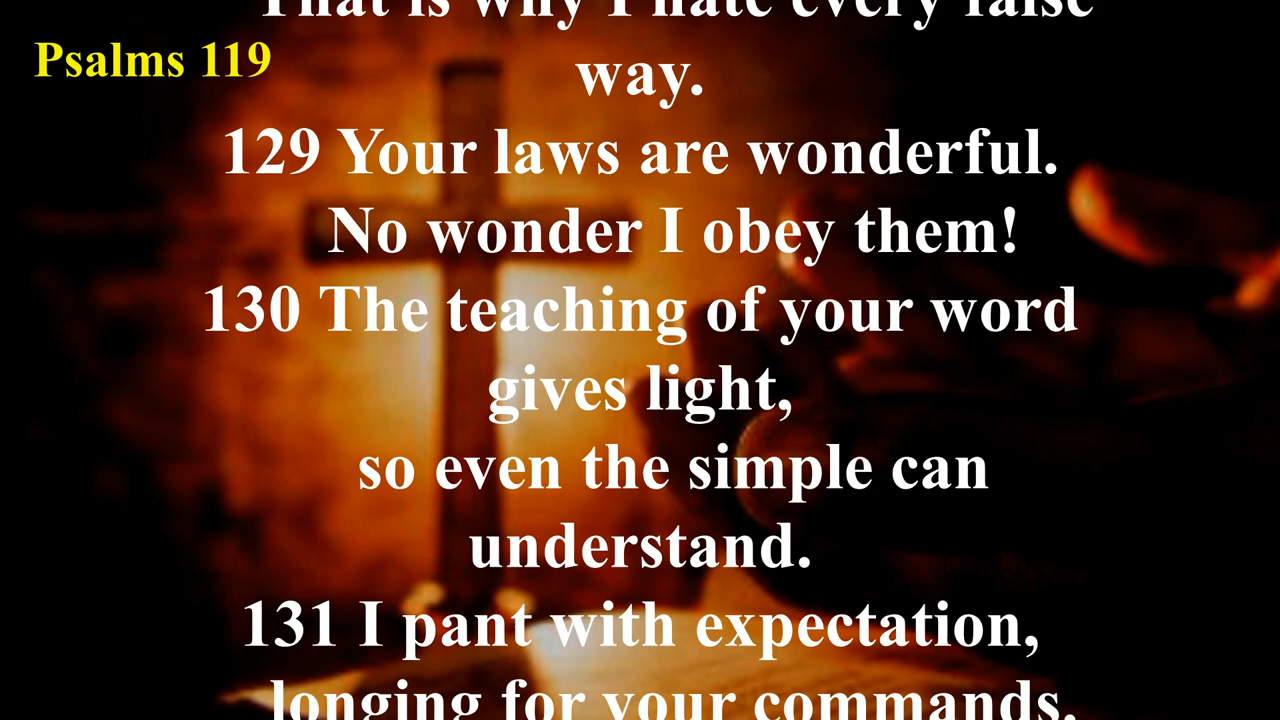 That is why I hate every false
Psalms 119
way.
129 Your laws are wonderful.
No wonder I obey them!
130 The teaching of your word
gives light,
so even the simple can
understand.
131 I pant with expectation,
longing for your commands.